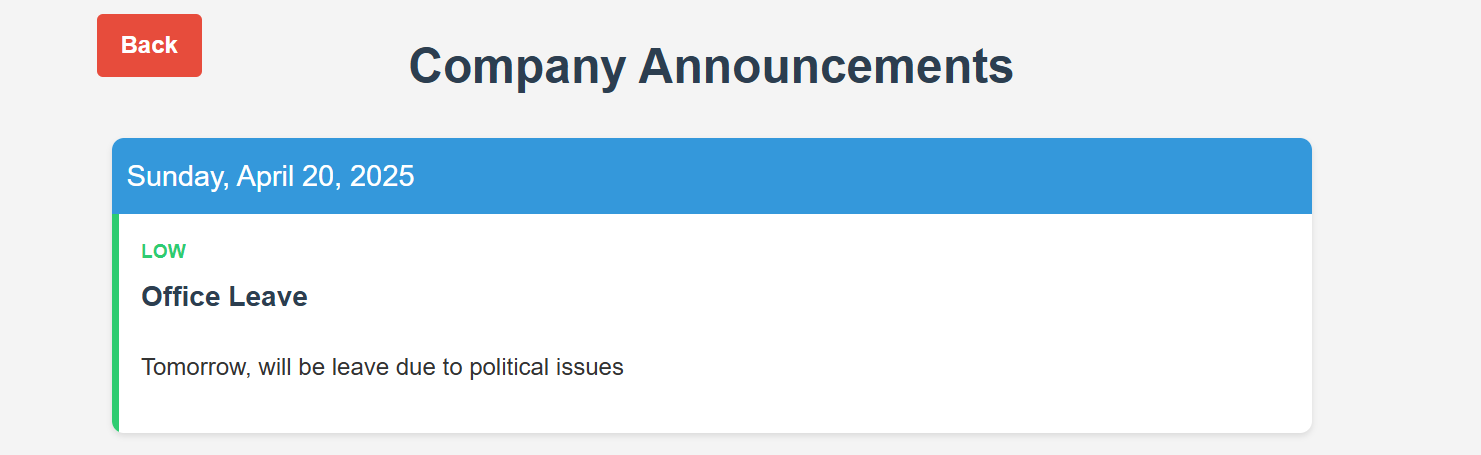 Back
Company Announcements
Sunday, April 20, 2025
LOW
Office Leave
Tomorrow, will be leave due to political issues